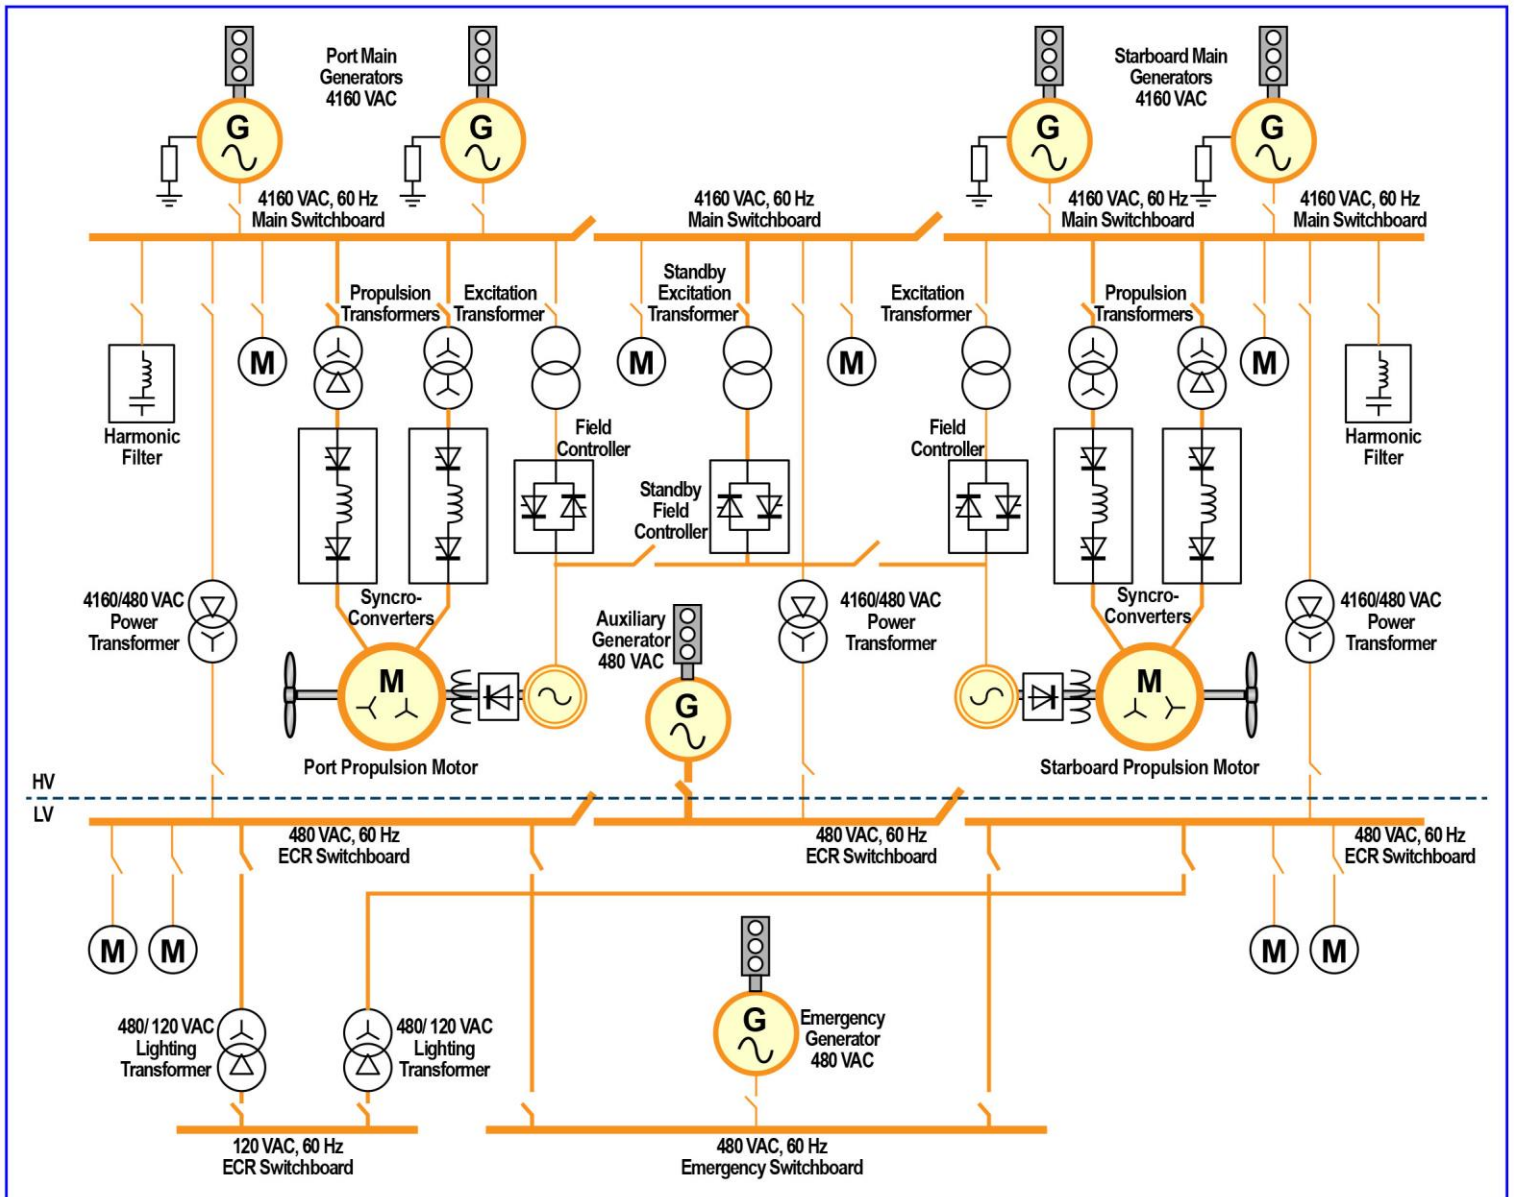 Port Main
Generators
4160 VAC
Starboard Main
Generators
4160 VAC
G
G
G
G
4160 VAC, 60 Hz
Main Switchboard
4160 VAC, 60 Hz
Main Switchboard
4160 VAC, 60 Hz
Main Switchboard
4160 VAC, 60 Hz
Main Switchboard
Propulsion
Transformers
Excitation
Transformer
Standby
Excitation
Transformer
Excitation
Transformer
Propulsion
Transformers
M
M
M
M
Harmonic
Filter
Field
Controller
Standby
Field
Controller
Field
Controller
Harmonic
Filter
4160/480 VAC
Power
Transformer
Syncro-
Converters
Auxiliary
Generator
480 VAC
4160/480 VAC
Power
Transformer
Syncro-
Converters
4160/480 VAC
Power
Transformer
M
G
M
Port Propulsion Motor
Starboard Propulsion Motor
HV
LV
480 VAC, 60 Hz
ECR Switchboard
480 VAC, 60 Hz
ECR Switchboard
480 VAC, 60 Hz
ECR Switchboard
M
M
M
M
480/ 120 VAC
Lighting
Transformer
480/ 120 VAC
Lighting
Transformer
G
Emergency
Generator
480 VAC
120 VAC, 60 Hz
ECR Switchboard
480 VAC, 60 Hz
Emergency Switchboard